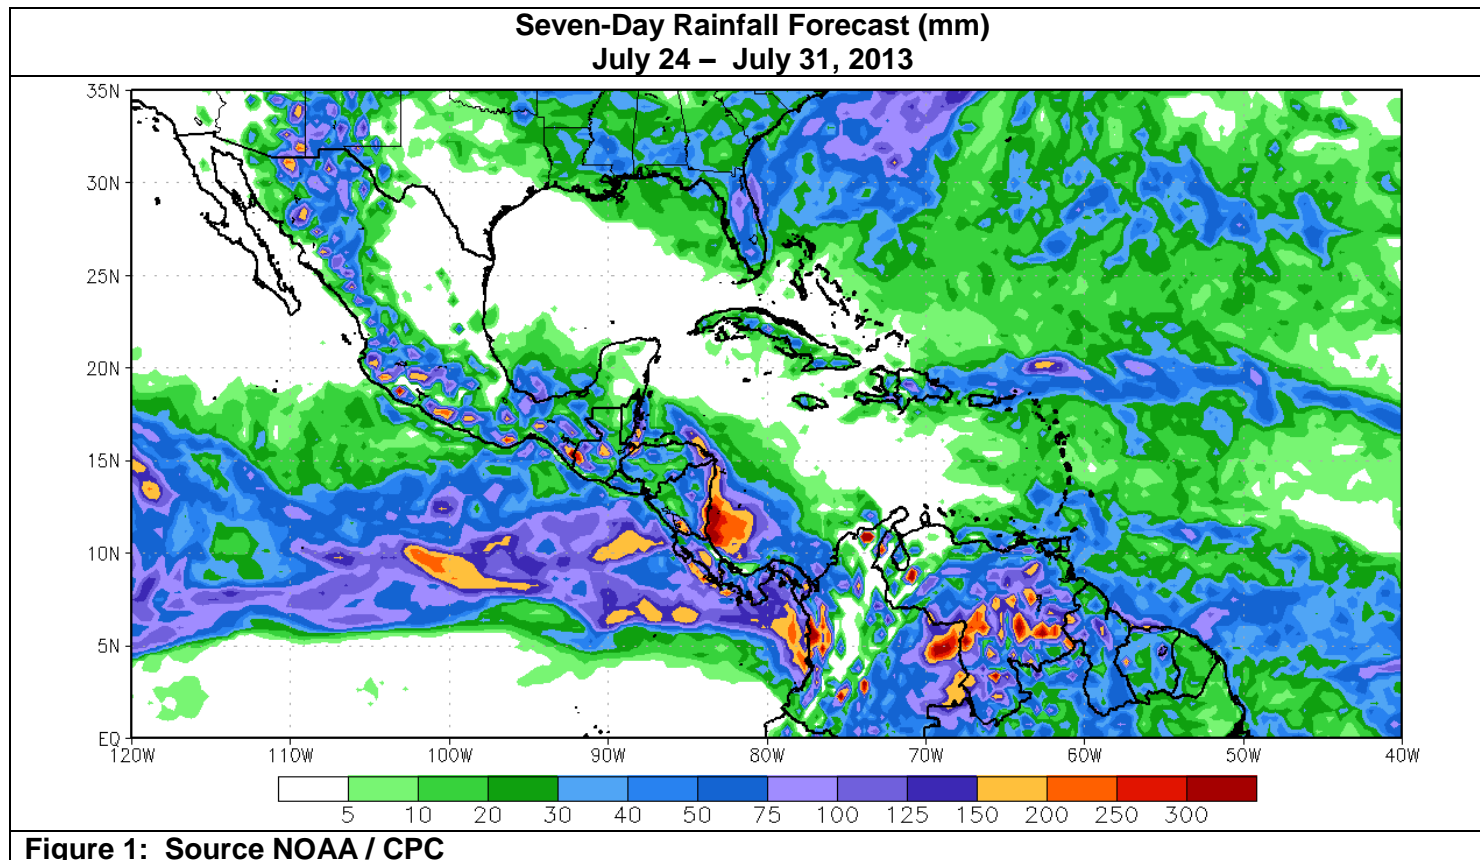 Seven-Day Rainfall Forecast (mm)
July 24 – July 31, 2013
35N
30N
25N
20N
15N
10N
5N
EQ
120W 110W 100W 90W 80W 70W 60W 50W 40W
5 10 20 30 40 50 75 100 125 150 200 250 300
Figure 1: Source NOAA / CPC